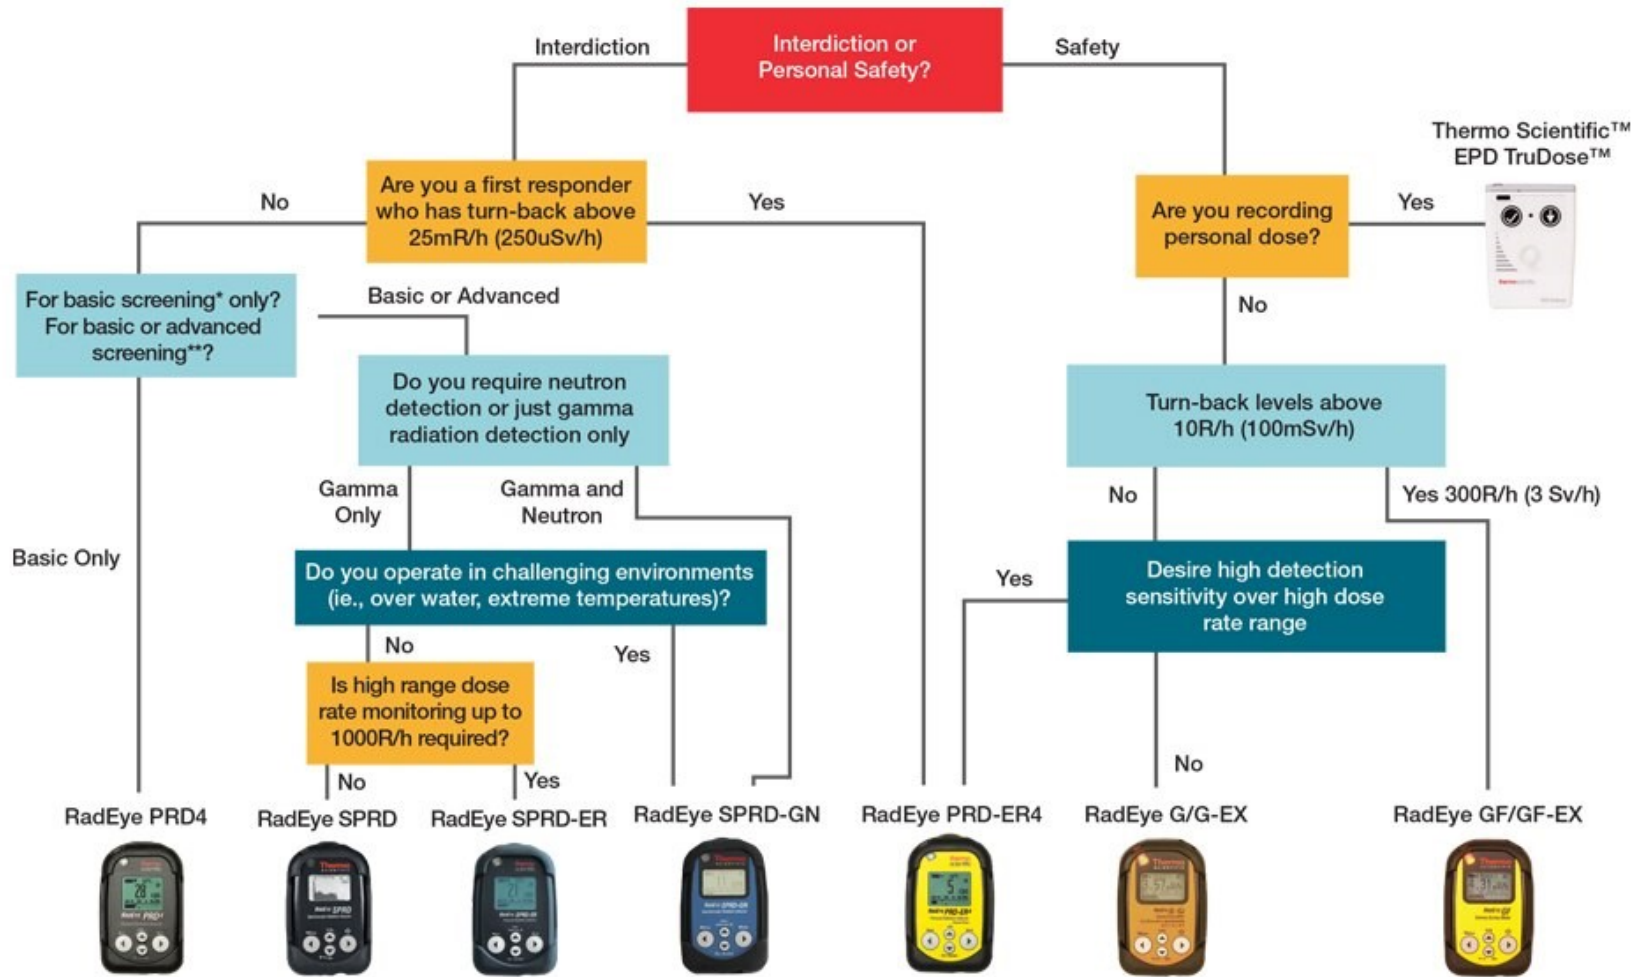 Interdiction or
Personal Safety?
Interdiction
Safety
Thermo Scientific™
EPD TruDose™
Are you a first responder
who has turn-back above
25mR/h (250uSv/h)
No
Yes
Are you recording
personal dose?
Yes
No
For basic screening* only?
For basic or advanced
screening**?
Basic or Advanced
Basic Only
Do you require neutron
detection or just gamma
radiation detection only
Gamma
Only
Gamma and
Neutron
Turn-back levels above
10R/h (100mSv/h)
No
Yes 300R/h (3 Sv/h)
Do you operate in challenging environments
(ie., over water, extreme temperatures)?
No
Yes
Desire high detection
sensitivity over high dose
rate range
Yes
No
Is high range dose
rate monitoring up to
1000R/h required?
No
Yes
RadEye PRD4
RadEye SPRD
RadEye SPRD-ER
RadEye SPRD-GN
RadEye PRD-ER4
RadEye G/G-EX
RadEye GF/GF-EX